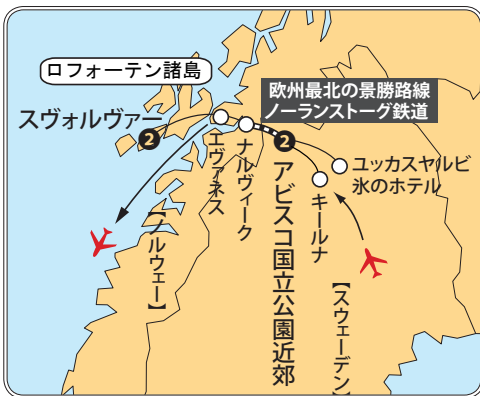 ロフォーテン諸島
欧州最北の景勝路線
ノーランストーグ鉄道
スヴォルヴァー
2
2
エヴァネス
ナルヴィーク
アビスコ国立公園近郊
キールナ
ユッカスヤルビ
氷のホテル
【ノルウェー】
【スウェーデン】